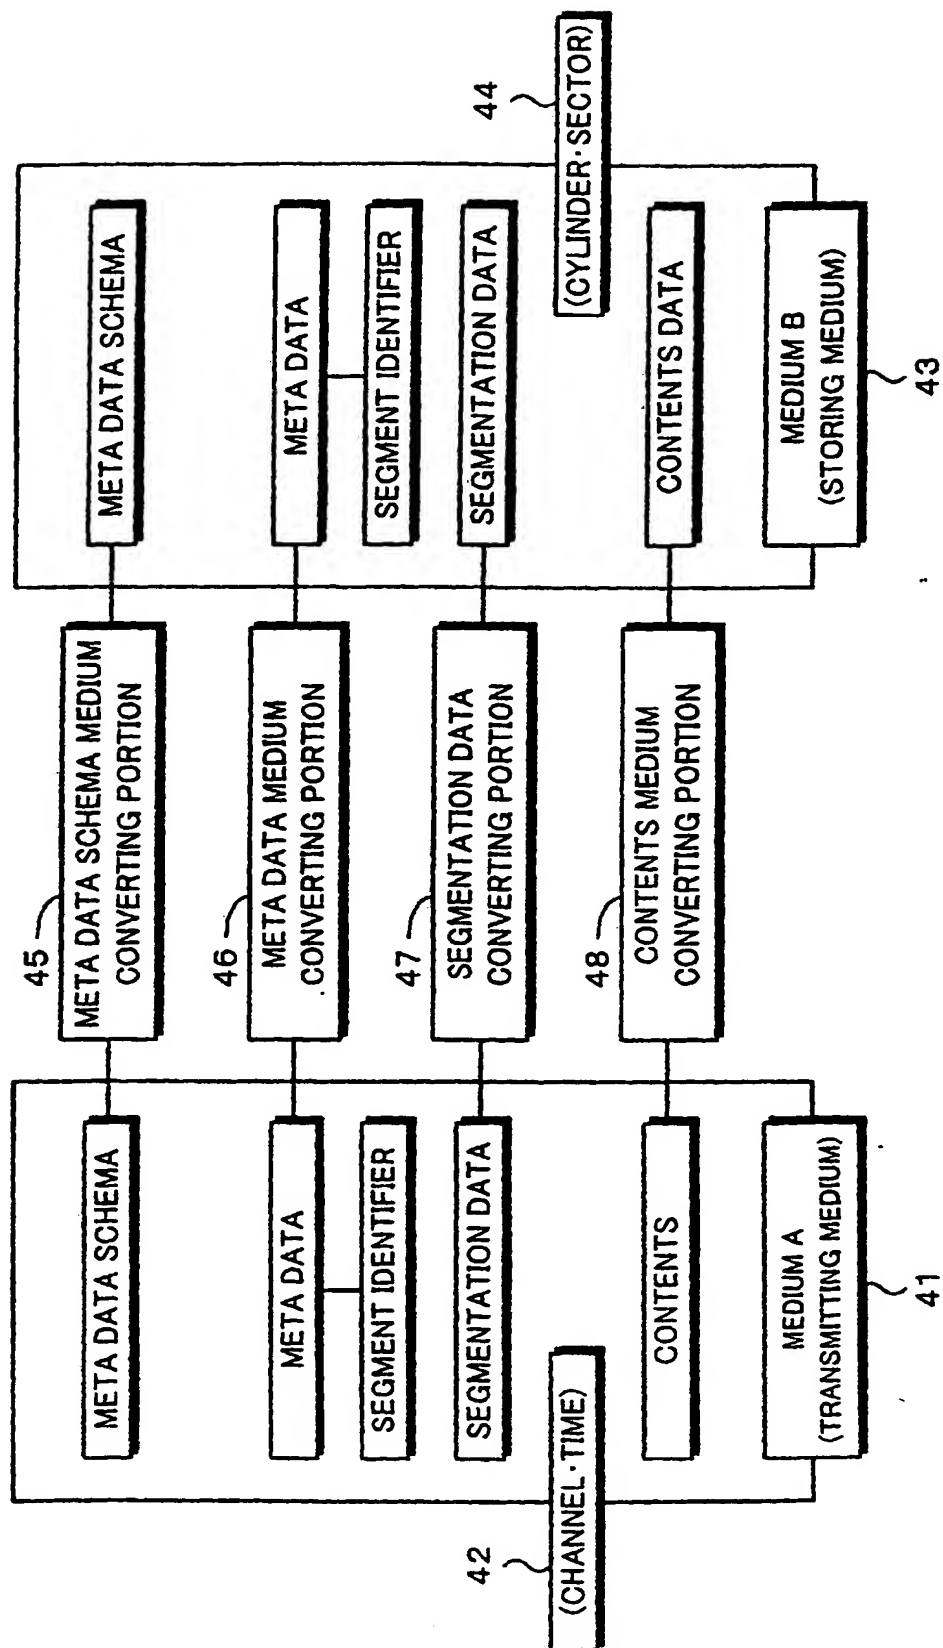 META DATA SCHEMA
META DATA
SEGMENT IDENTIFIER
SEGMENTATION DATA
42
(CHANNEL·TIME)
CONTENTS
MEDIUM A
(TRANSMITTING MEDIUM)
41
45
META DATA SCHEMA MEDIUM
CONVERTING PORTION
46
META DATA MEDIUM
CONVERTING PORTION
47
SEGMENTATION DATA
CONVERTING PORTION
48
CONTENTS MEDIUM
CONVERTING PORTION
META DATA SCHEMA
META DATA
SEGMENT IDENTIFIER
SEGMENTATION DATA
44
(CYLINDER·SECTOR)
CONTENTS DATA
MEDIUM B
(STORING MEDIUM)
43